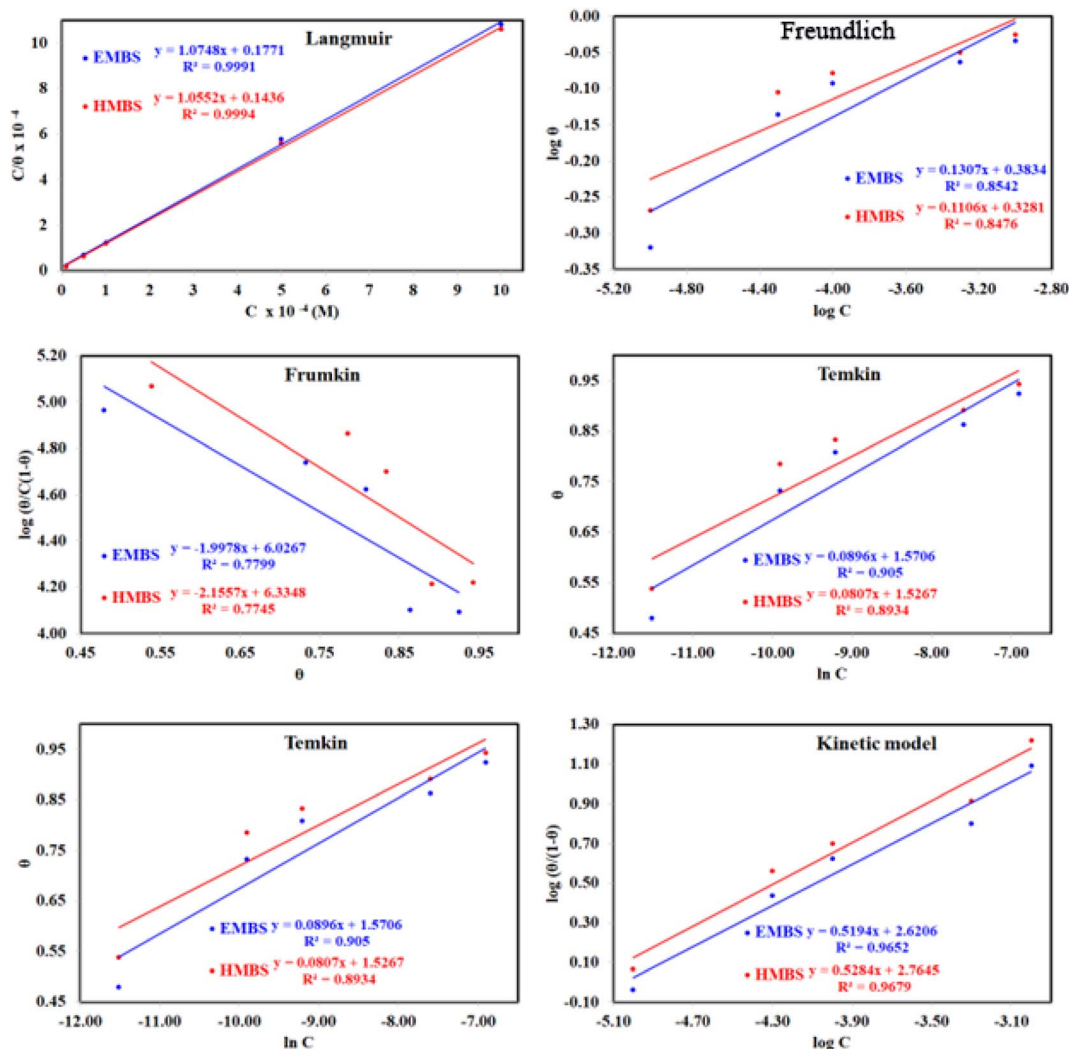 Langmuir
EMBS y = 1.0748x + 0.1771
R² = 0.9991
HMBS y = 1.0552x + 0.1436
R² = 0.9994
C/θ x 10⁻⁴
10
8
6
4
2
0
0 1 2 3 4 5 6 7 8 9 10
C x 10⁻⁴ (M)
Freundlich
EMBS y = 0.1307x + 0.3834
R² = 0.8542
HMBS y = 0.1106x + 0.3281
R² = 0.8476
log θ
0.00
-0.05
-0.10
-0.15
-0.20
-0.25
-0.30
-0.35
-5.20 -4.80 -4.40 -4.00 -3.60 -3.20 -2.80
log C
Frumkin
EMBS y = -1.9978x + 6.0267
R² = 0.7799
HMBS y = -2.1557x + 6.3348
R² = 0.7745
log (θ/C(1-θ)
5.20
5.00
4.80
4.60
4.40
4.20
4.00
0.45 0.55 0.65 0.75 0.85 0.95
θ
Temkin
EMBS y = 0.0896x + 1.5706
R² = 0.905
HMBS y = 0.0807x + 1.5267
R² = 0.8934
θ
0.95
0.85
0.75
0.65
0.55
0.45
-12.00 -11.00 -10.00 -9.00 -8.00 -7.00
ln C
Temkin
EMBS y = 0.0896x + 1.5706
R² = 0.905
HMBS y = 0.0807x + 1.5267
R² = 0.8934
θ
0.95
0.85
0.75
0.65
0.55
0.45
-12.00 -11.00 -10.00 -9.00 -8.00 -7.00
ln C
Kinetic model
EMBS y = 0.5194x + 2.6206
R² = 0.9652
HMBS y = 0.5284x + 2.7645
R² = 0.9679
log (θ/(1-θ)
1.30
1.10
0.90
0.70
0.50
0.30
0.10
-0.10
-5.10 -4.70 -4.30 -3.90 -3.50 -3.10
log C